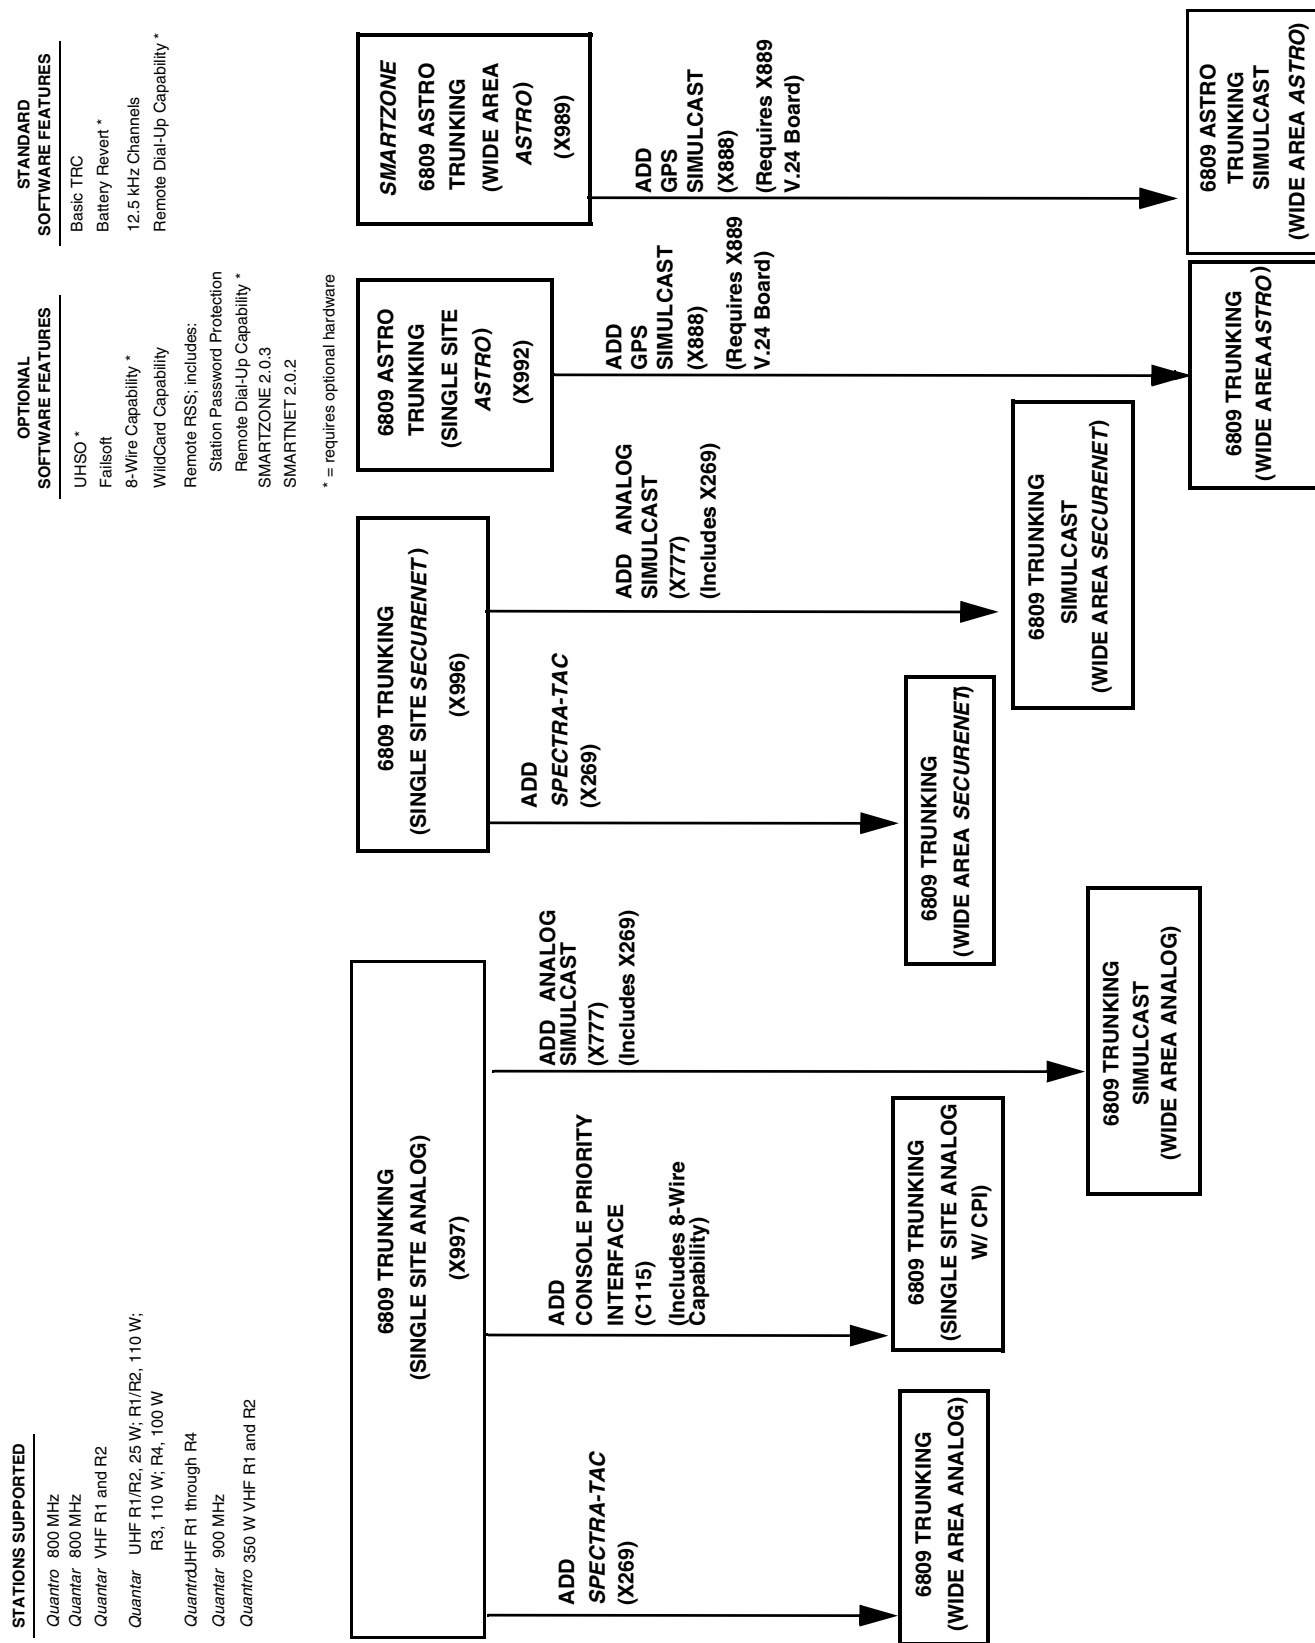 STATIONS SUPPORTED
Quantro 800 MHz
Quantar 800 MHz
Quantar VHF R1 and R2
Quantar UHF R1/R2, 25 W; R1/R2, 110 W;
R3, 110 W; R4, 100 W
QuantroUHF R1 through R4
Quantar 900 MHz
Quantro 350 W VHF R1 and R2
OPTIONAL
SOFTWARE FEATURES
UHSO *
Failsoft
8-Wire Capability *
WildCard Capability
Remote RSS; includes:
Station Password Protection
Remote Dial-Up Capability *
SMARTZONE 2.0.3
SMARTNET 2.0.2
* = requires optional hardware
STANDARD
SOFTWARE FEATURES
Basic TRC
Battery Revert *
12.5 kHz Channels
Remote Dial-Up Capability *
6809 TRUNKING
(SINGLE SITE ANALOG)
(X997)
ADD
SPECTRA-TAC
(X269)
6809 TRUNKING
(WIDE AREA ANALOG)
ADD
CONSOLE PRIORITY
INTERFACE
(C115)
(Includes 8-Wire
Capability)
6809 TRUNKING
(SINGLE SITE ANALOG
W/ CPI)
ADD ANALOG
SIMULCAST
(X777)
(Includes X269)
6809 TRUNKING
SIMULCAST
(WIDE AREA ANALOG)
6809 TRUNKING
(SINGLE SITE SECURENET)
(X996)
ADD
SPECTRA-TAC
(X269)
6809 TRUNKING
(WIDE AREA SECURENET)
ADD ANALOG
SIMULCAST
(X777)
(Includes X269)
6809 TRUNKING
SIMULCAST
(WIDE AREA SECURENET)
6809 ASTRO
TRUNKING
(SINGLE SITE
ASTRO)
(X992)
ADD
GPS
SIMULCAST
(X888)
(Requires X889
V.24 Board)
6809 TRUNKING
(WIDE AREA ASTRO)
SMARTZONE
6809 ASTRO
TRUNKING
(WIDE AREA
ASTRO)
(X989)
ADD
GPS
SIMULCAST
(X888)
(Requires X889
V.24 Board)
6809 ASTRO
TRUNKING
SIMULCAST
(WIDE AREA ASTRO)